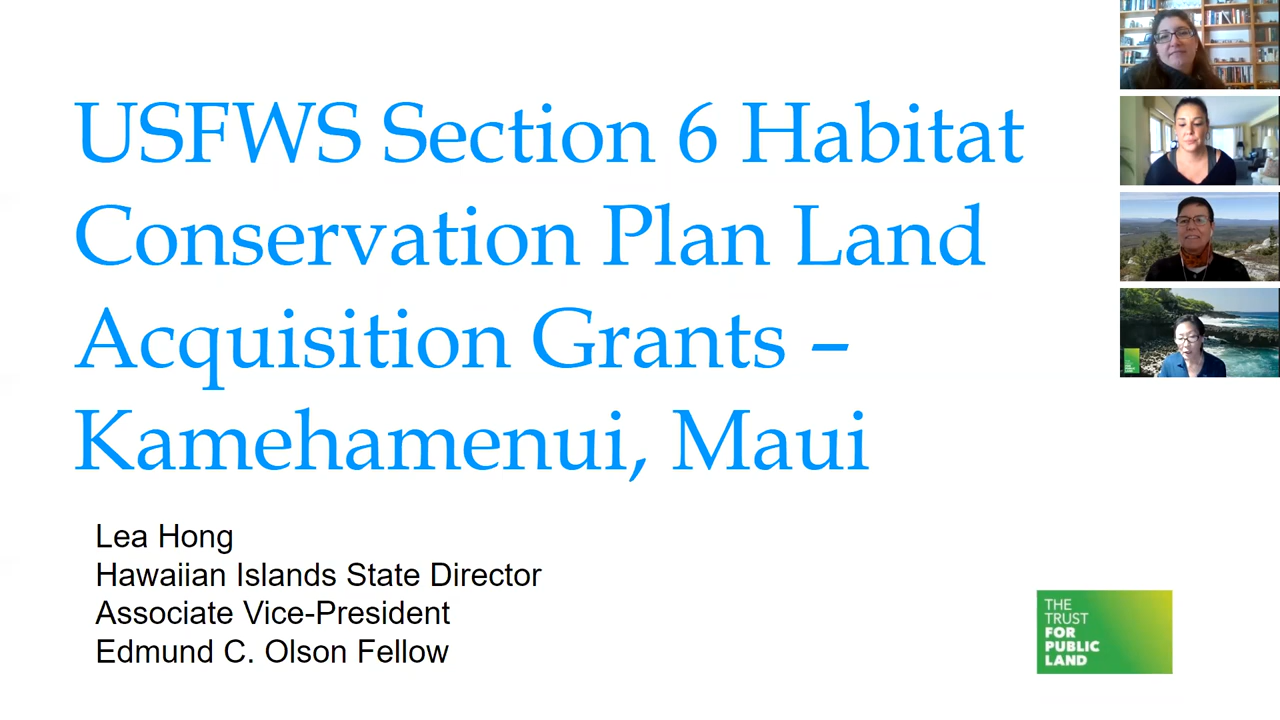 USFWS Section 6 Habitat
Conservation Plan Land
Acquisition Grants –
Kamehamenui, Maui
Lea Hong
Hawaiian Islands State Director
Associate Vice-President
Edmund C. Olson Fellow
THE
TRUST
FOR
PUBLIC
LAND